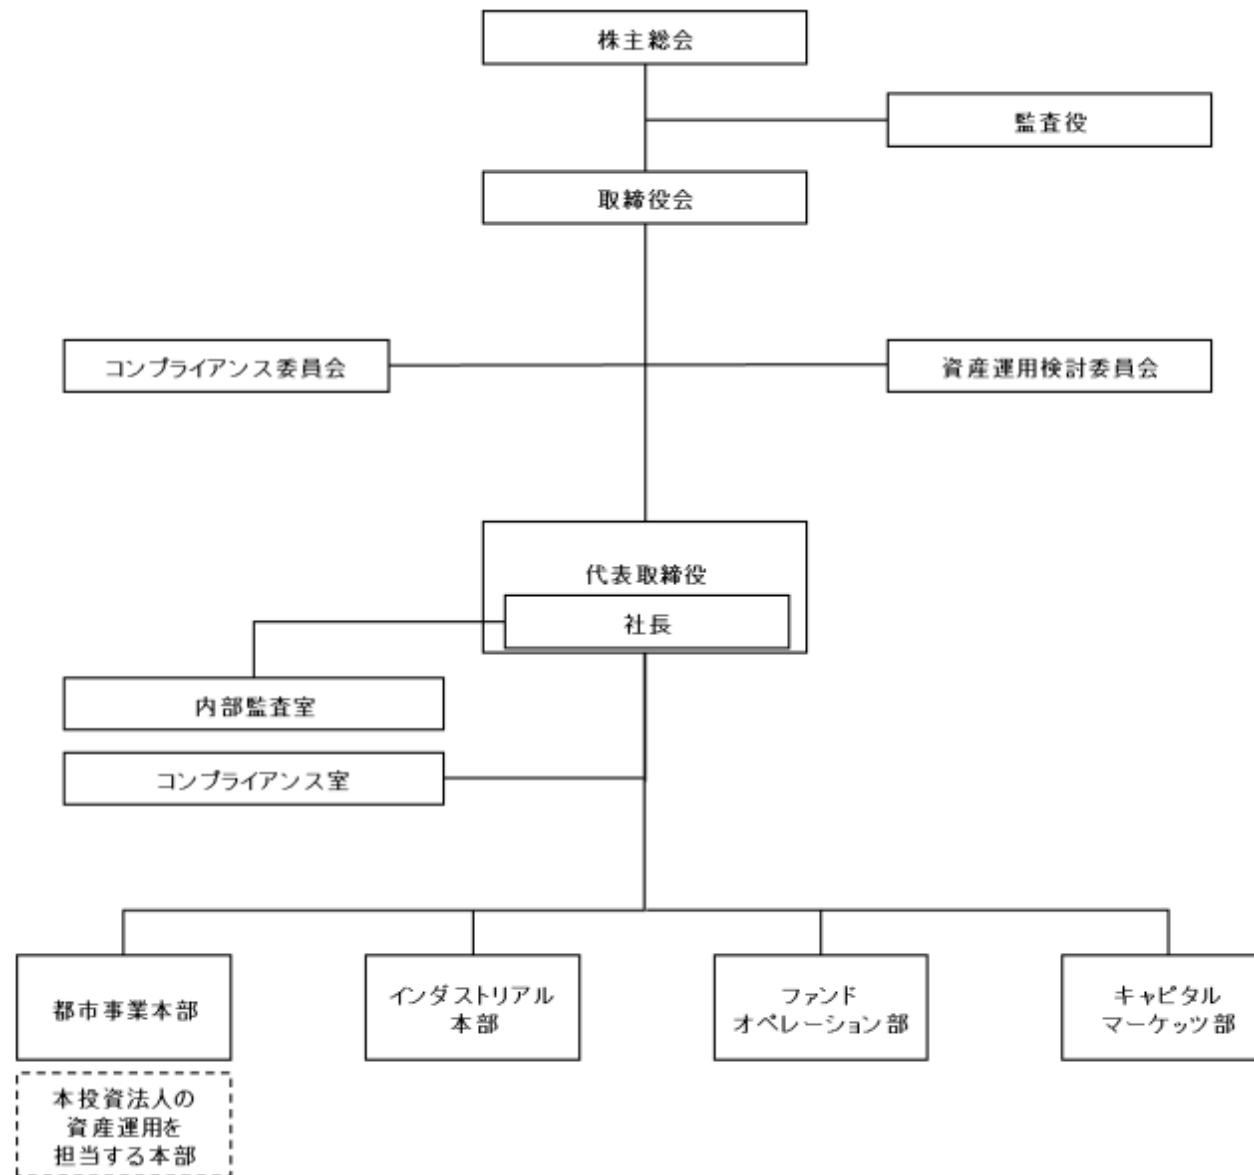 株主総会
監査役
取締役会
コンプライアンス委員会
資産運用検討委員会
代表取締役
社長
内部監査室
コンプライアンス室
都市事業本部
インダストリアル
本部
ファンド
オペレーション部
キャピタル
マーケッツ部
本投資法人の
資産運用を
担当する本部